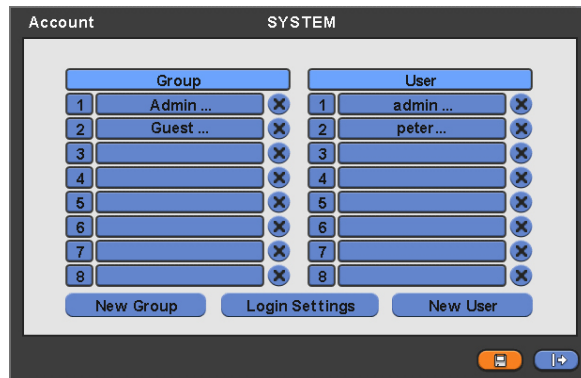 Account SYSTEM
Group User
1 Admin ... 1 admin ...
2 Guest ... 2 peter...
3 3
4 4
5 5
6 6
7 7
8 8
New Group Login Settings New User